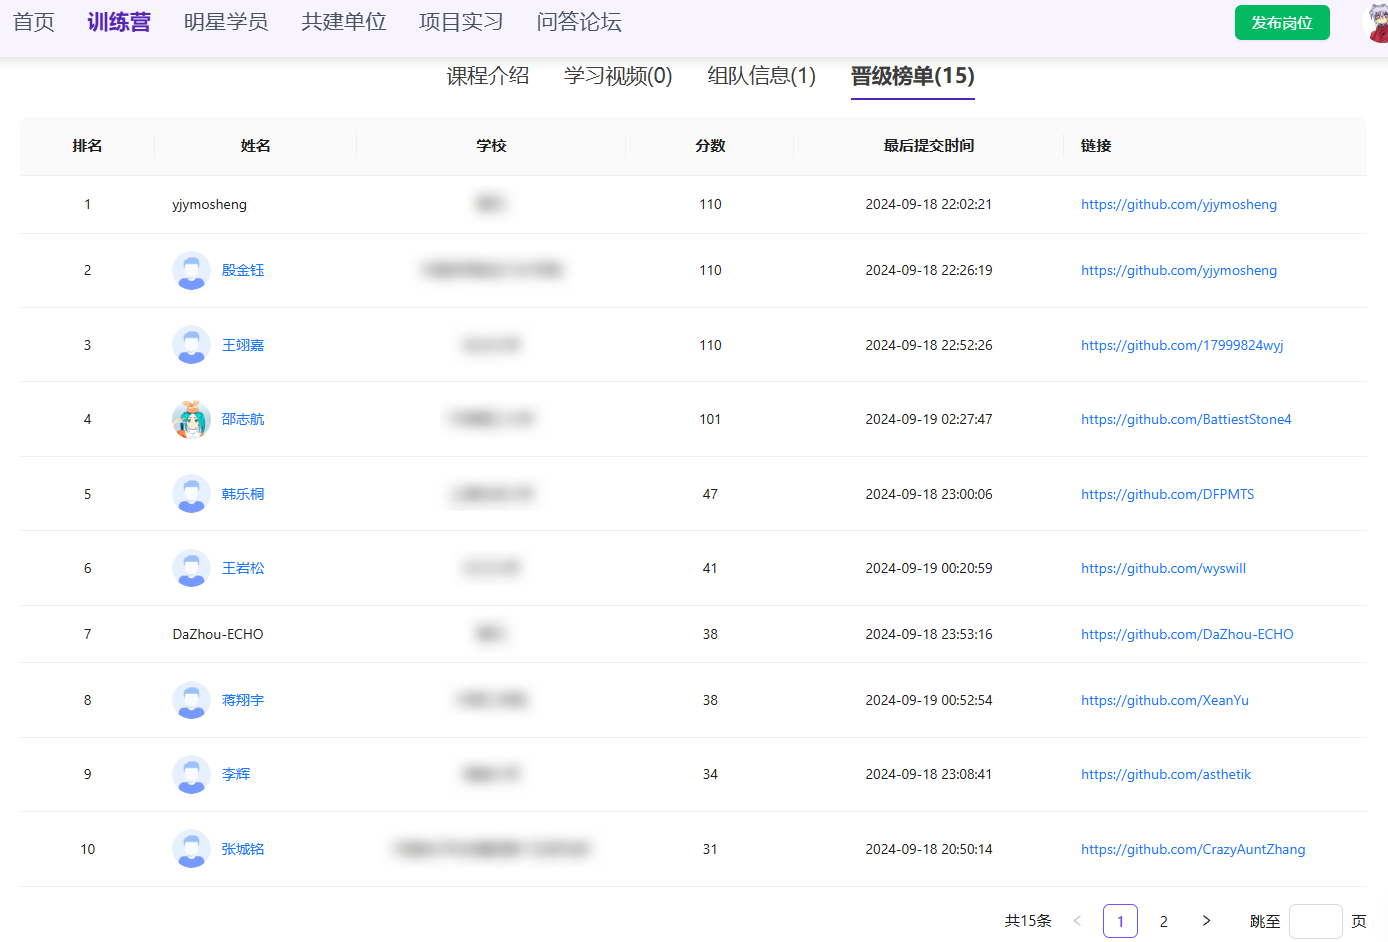 首页 训练营 明星学员 共建单位 项目实习 问答论坛 发布岗位
课程介绍 学习视频(0) 组队信息(1) 晋级榜单(15)
排名 姓名 学校 分数 最后提交时间 链接
1 yjymosheng 110 2024-09-18 22:02:21 https://github.com/yjymosheng
2 殷金钰 110 2024-09-18 22:26:19 https://github.com/yjymosheng
3 王翊嘉 110 2024-09-18 22:52:26 https://github.com/17999824wyj
4 邵志航 101 2024-09-19 02:27:47 https://github.com/BattiestStone4
5 韩乐桐 47 2024-09-18 23:00:06 https://github.com/DFPMTS
6 王岩松 41 2024-09-19 00:20:59 https://github.com/wyswill
7 DaZhou-ECHO 38 2024-09-18 23:53:16 https://github.com/DaZhou-ECHO
8 蒋翔宇 38 2024-09-19 00:52:54 https://github.com/XeanYu
9 李辉 34 2024-09-18 23:08:41 https://github.com/asthetik
10 张城铭 31 2024-09-18 20:50:14 https://github.com/CrazyAuntZhang
共15条 < 1 2 > 跳至 页